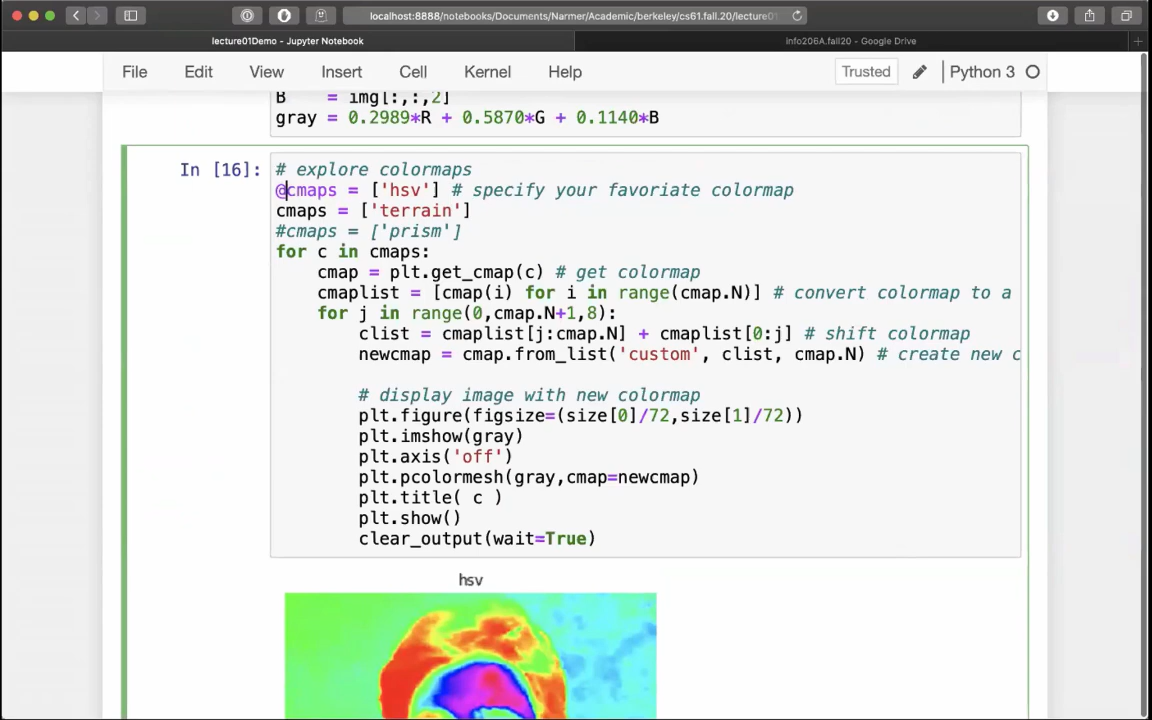 localhost:8888/notebooks/Documents/Narmer/Academic/berkeley/cs61.fall.20/lecture01
lecture01Demo - Jupyter Notebook
info206A.fall20 - Google Drive
File Edit View Insert Cell Kernel Help Trusted Python 3
B = img[:,:,2]
gray = 0.2989*R + 0.5870*G + 0.1140*B
In [16]:
# explore colormaps
@cmaps = ['hsv'] # specify your favoriate colormap
cmaps = ['terrain']
#cmaps = ['prism']
for c in cmaps:
cmap = plt.get_cmap(c) # get colormap
cmaplist = [cmap(i) for i in range(cmap.N)] # convert colormap to a
for j in range(0,cmap.N+1,8):
clist = cmaplist[j:cmap.N] + cmaplist[0:j] # shift colormap
newcmap = cmap.from_list('custom', clist, cmap.N) # create new c
# display image with new colormap
plt.figure(figsize=(size[0]/72,size[1]/72))
plt.imshow(gray)
plt.axis('off')
plt.pcolormesh(gray,cmap=newcmap)
plt.title( c )
plt.show()
clear_output(wait=True)
hsv